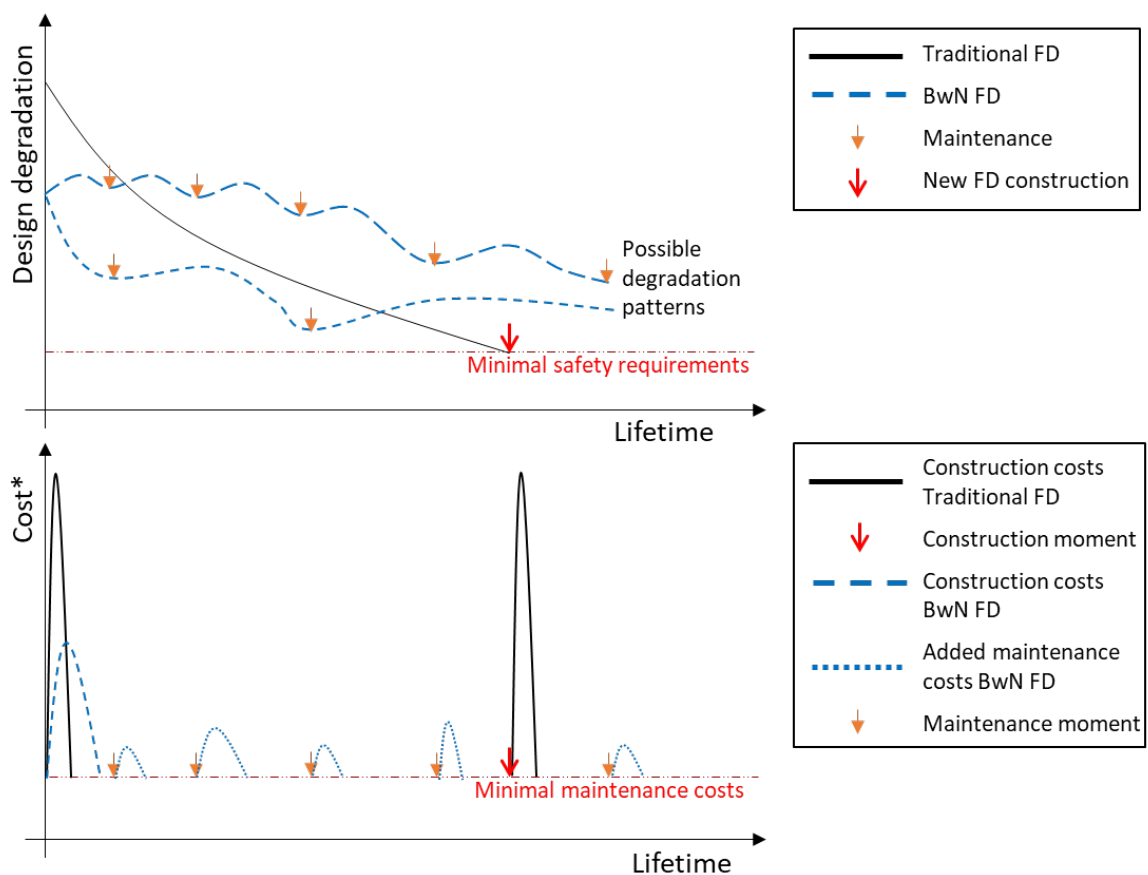 Design degradation
Possible
degradation
patterns
Minimal safety requirements
Lifetime
Traditional FD
BwN FD
Maintenance
New FD construction
Cost*
Minimal maintenance costs
Lifetime
Construction costs
Traditional FD
Construction moment
Construction costs
BwN FD
Added maintenance
costs BwN FD
Maintenance moment